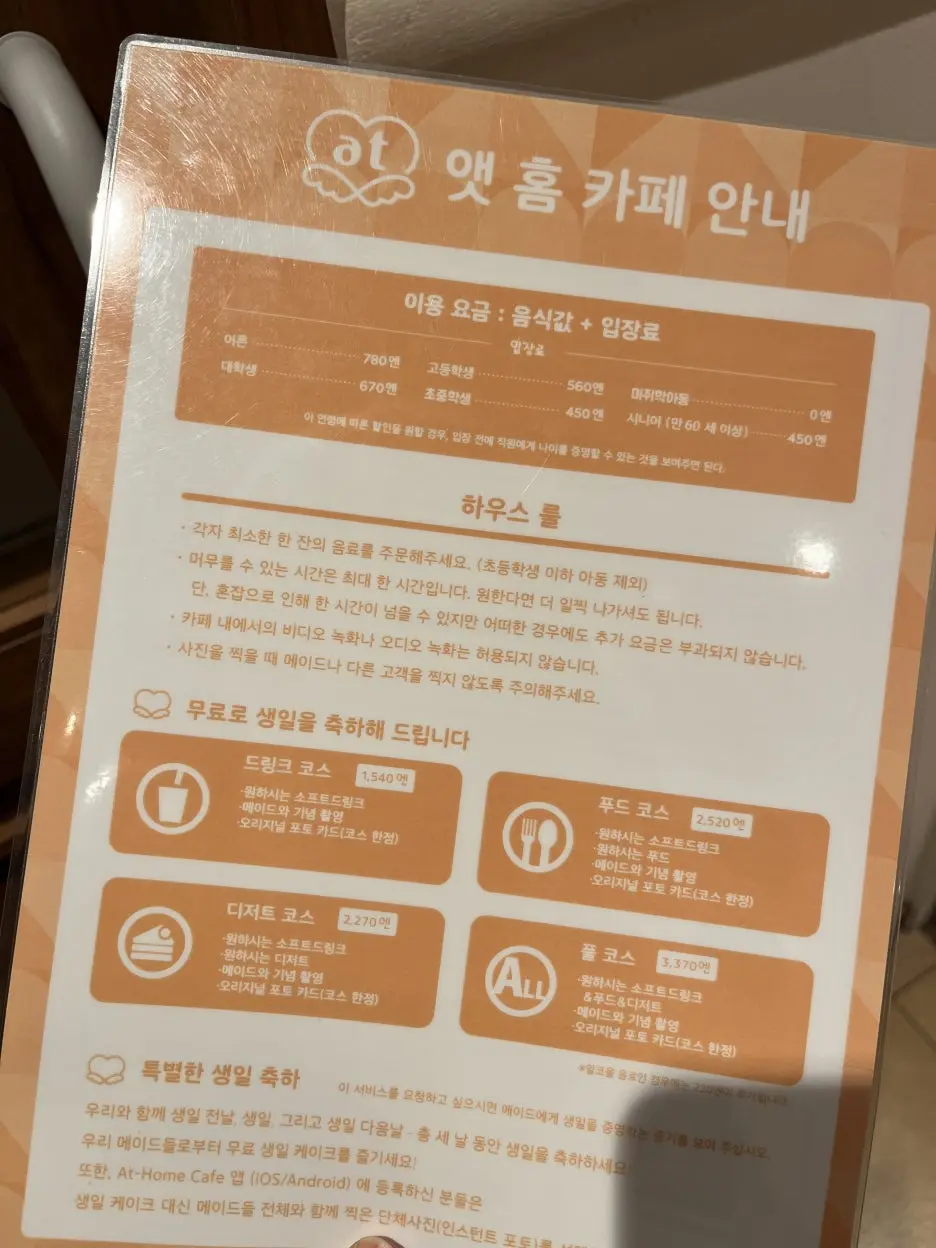 at 앳 홈 카페 안내
이용 요금 : 음식값 + 입장료
입장료
어른 780엔
대학생 670엔
고등학생 560엔
초중학생 450엔
미취학아동 0엔
시니어 (만 60 세 이상) 450엔
이 연령에 따른 할인을 원할 경우, 입장 전에 직원에게 나이를 증명할 수 있는 것을 보여주면 된다.
하우스 룰
· 각자 최소한 한 잔의 음료를 주문해주세요. (초등학생 이하 아동 제외)
· 머무를 수 있는 시간은 최대 한 시간입니다. 원한다면 더 일찍 나가셔도 됩니다.
단, 혼잡으로 인해 한 시간이 넘을 수 있지만 어떠한 경우에도 추가 요금은 부과되지 않습니다.
· 카페 내에서의 비디오 녹화나 오디오 녹화는 허용되지 않습니다.
· 사진을 찍을 때 메이드나 다른 고객을 찍지 않도록 주의해주세요.
무료로 생일을 축하해 드립니다
드링크 코스 1,540엔
·원하시는 소프트드링크
·메이드와 기념 촬영
·오리지널 포토 카드(코스 한정)
푸드 코스 2,520엔
·원하시는 소프트드링크
·원하시는 푸드
·메이드와 기념 촬영
·오리지널 포토 카드(코스 한정)
디저트 코스 2,270엔
·원하시는 소프트드링크
·원하시는 디저트
·메이드와 기념 촬영
·오리지널 포토 카드(코스 한정)
ALL
풀 코스 3,370엔
·원하시는 소프트드링크
&푸드&디저트
·메이드와 기념 촬영
·오리지널 포토 카드(코스 한정)
*알코올 음료인 경우에는 220엔이 추가됩니다.
특별한 생일 축하
이 서비스를 요청하고 싶으시면 메이드에게 생일을 증명하는 증거를 보여 주십시오.
우리와 함께 생일 전날, 생일, 그리고 생일 다음날 - 총 세 날 동안 생일을 축하하세요!
우리 메이드들로부터 무료 생일 케이크를 즐기세요!
또한, At-Home Cafe 앱 (iOS/Android) 에 등록하신 분들은
생일 케이크 대신 메이드들 전체와 함께 찍은 단체사진(인스턴트 포토)를